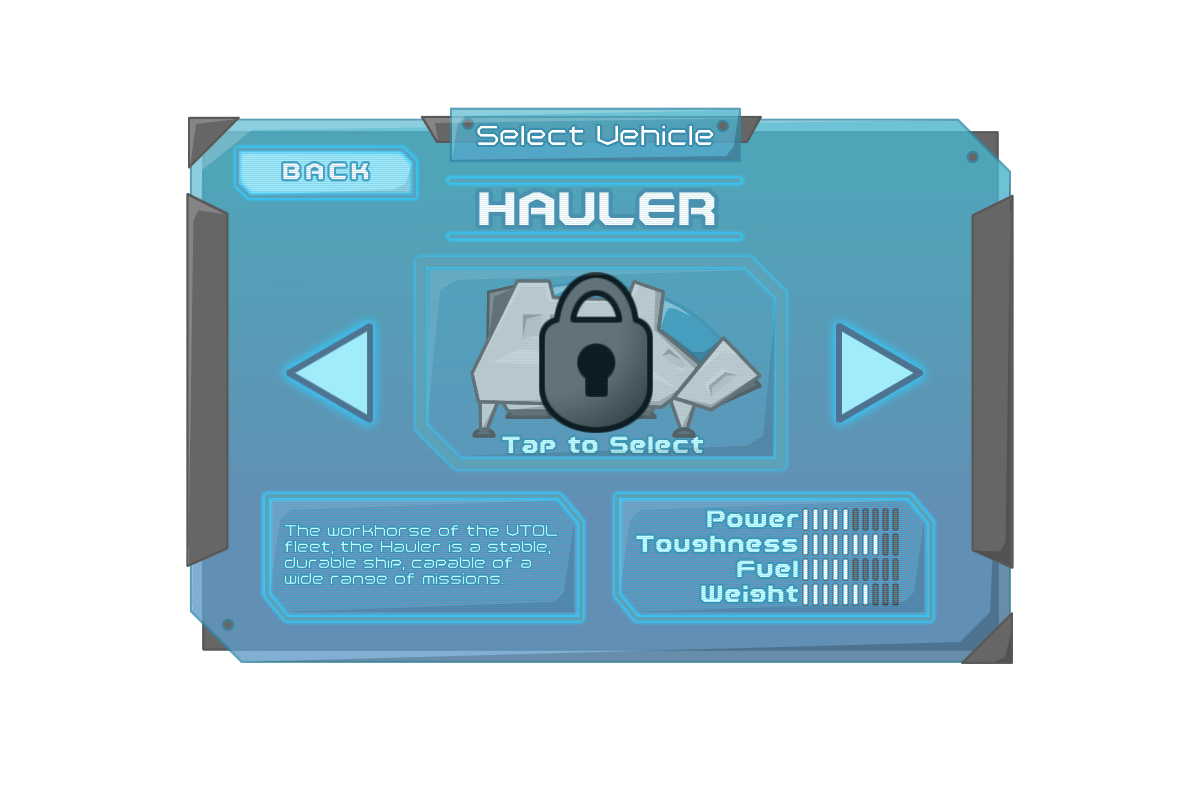 Select Vehicle
BACK
HAULER
Tap to Select
The workhorse of the VTOL
fleet, the Hauler is a stable,
durable ship, capable of a
wide range of missions.
Power
Toughness
Fuel
Weight